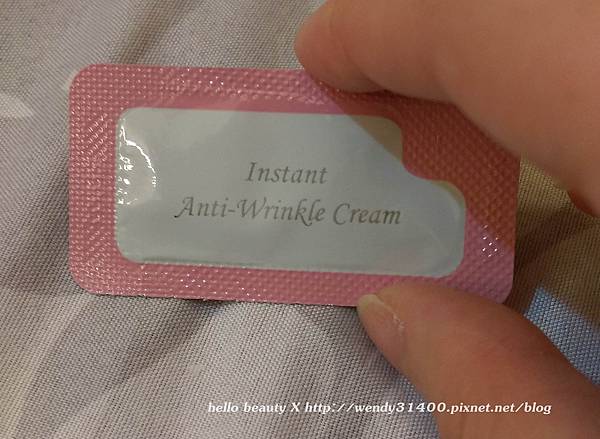 Instant
Anti-Wrinkle Cream
hello beauty X http://wendy31400.pixnet.net/blog